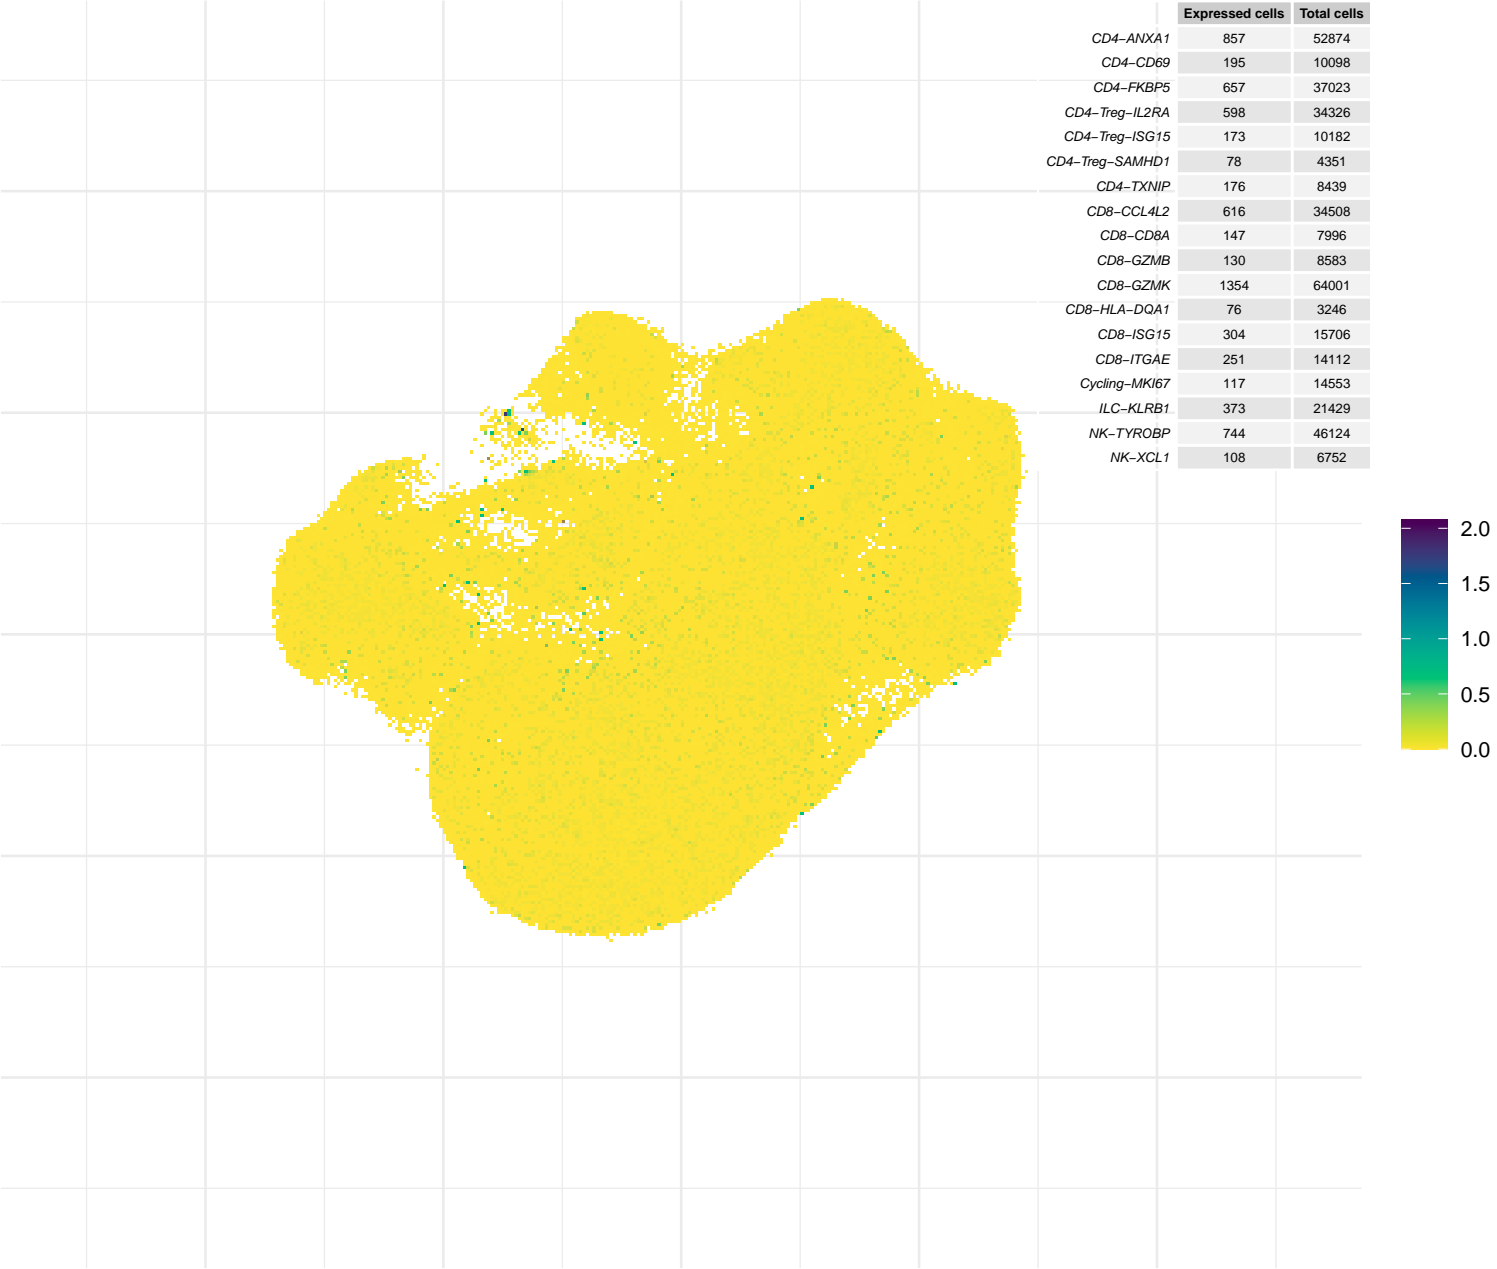 Expressed cells Total cells
CD4−ANXA1 857 52874
CD4−CD69 195 10098
CD4−FKBP5 657 37023
CD4−Treg−IL2RA 598 34326
CD4−Treg−ISG15 173 10182
CD4−Treg−SAMHD1 78 4351
CD4−TXNIP 176 8439
CD8−CCL4L2 616 34508
CD8−CD8A 147 7996
CD8−GZMB 130 8583
CD8−GZMK 1354 64001
CD8−HLA−DQA1 76 3246
CD8−ISG15 304 15706
CD8−ITGAE 251 14112
Cycling−MKI67 117 14553
ILC−KLRB1 373 21429
NK−TYROBP 744 46124
NK−XCL1 108 6752
2.0
1.5
1.0
0.5
0.0